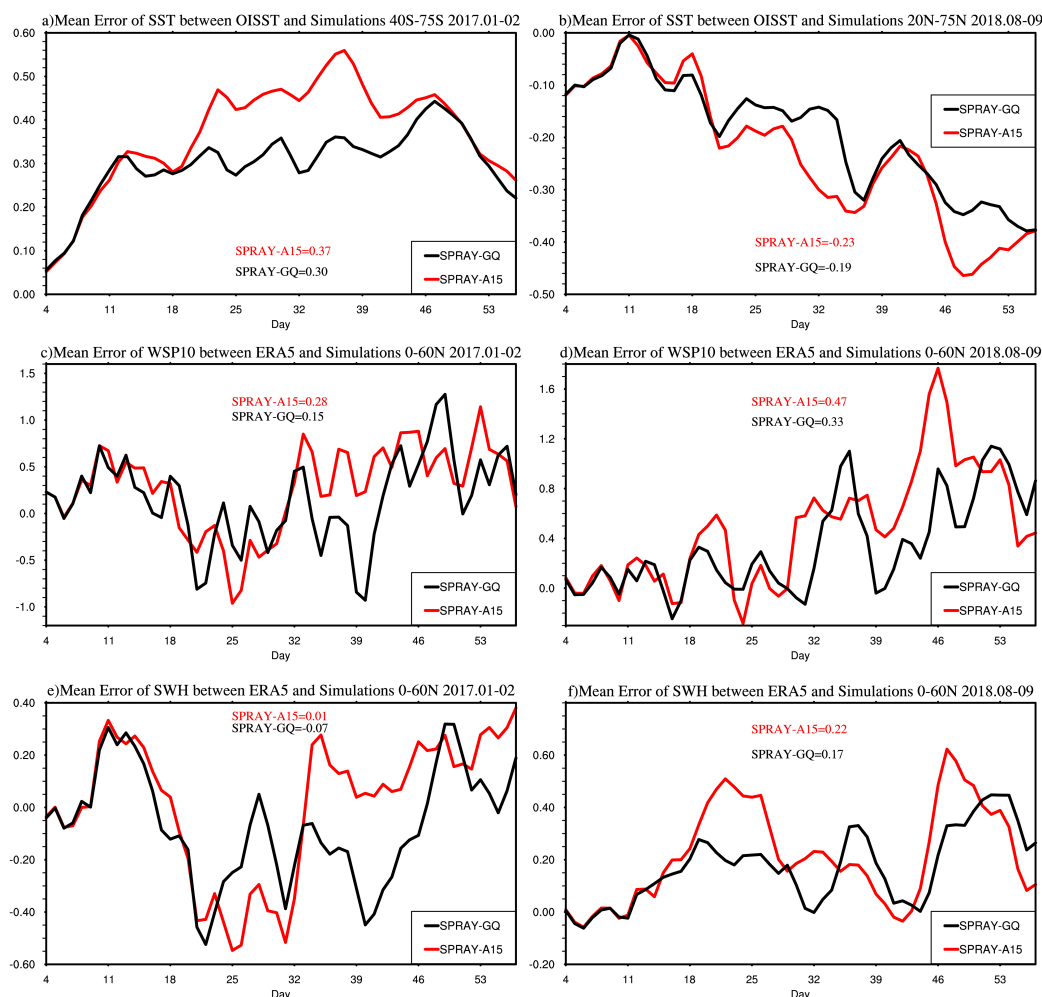 a)Mean Error of SST between OISST and Simulations 40S-75S 2017.01-02
0.60
0.50
0.40
0.30
0.20
0.10
0.00
SPRAY-A15=0.37
SPRAY-GQ=0.30
SPRAY-GQ
SPRAY-A15
4 11 18 25 32 39 46 53
Day
b)Mean Error of SST between OISST and Simulations 20N-75N 2018.08-09
0.00
-0.10
-0.20
-0.30
-0.40
-0.50
SPRAY-GQ
SPRAY-A15
SPRAY-A15=-0.23
SPRAY-GQ=-0.19
4 11 18 25 32 39 46 53
Day
c)Mean Error of WSP10 between ERA5 and Simulations 0-60N 2017.01-02
1.5
1.0
0.5
0.0
-0.5
-1.0
SPRAY-A15=0.28
SPRAY-GQ=0.15
SPRAY-GQ
SPRAY-A15
4 11 18 25 32 39 46 53
Day
d)Mean Error of WSP10 between ERA5 and Simulations 0-60N 2018.08-09
1.6
1.2
0.8
0.4
0.0
SPRAY-A15=0.47
SPRAY-GQ=0.33
SPRAY-GQ
SPRAY-A15
4 11 18 25 32 39 46 53
Day
e)Mean Error of SWH between ERA5 and Simulations 0-60N 2017.01-02
0.40
0.20
0.00
-0.20
-0.40
-0.60
SPRAY-A15=0.01
SPRAY-GQ=-0.07
SPRAY-GQ
SPRAY-A15
4 11 18 25 32 39 46 53
Day
f)Mean Error of SWH between ERA5 and Simulations 0-60N 2018.08-09
0.60
0.40
0.20
0.00
-0.20
SPRAY-A15=0.22
SPRAY-GQ=0.17
SPRAY-GQ
SPRAY-A15
4 11 18 25 32 39 46 53
Day